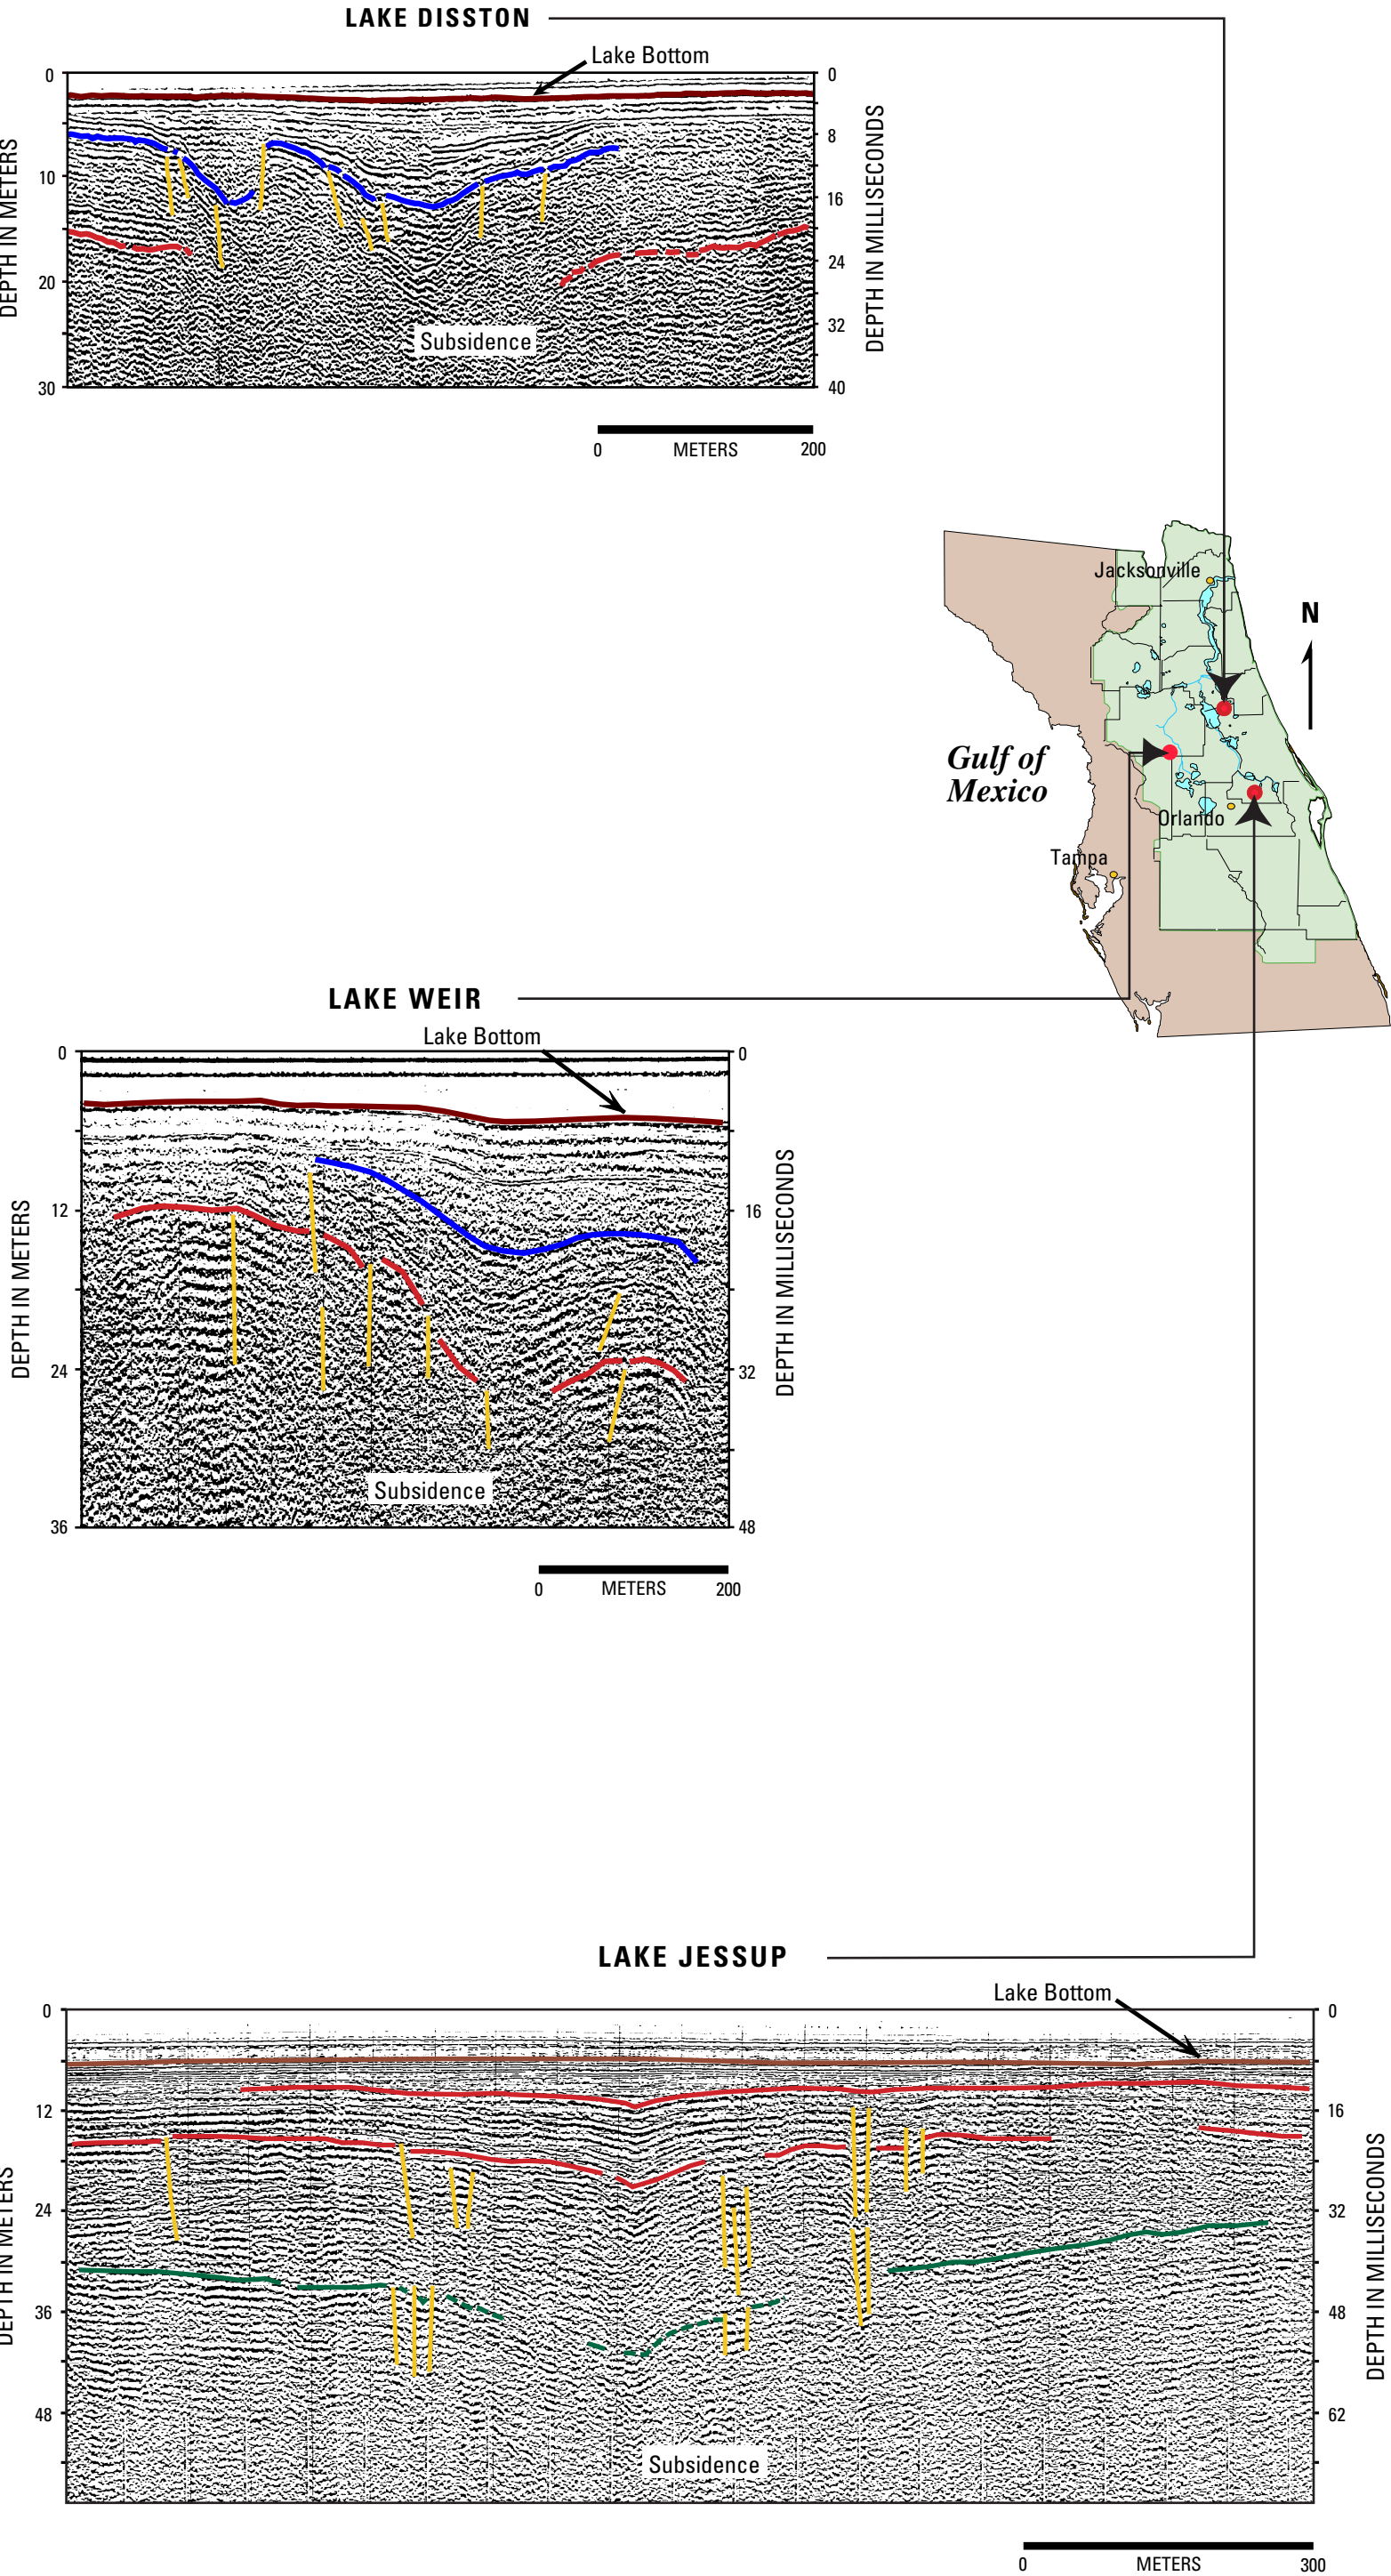 LAKE DISSTON
Lake Bottom
0
10
20
30
DEPTH IN METERS
0
8
16
24
32
40
DEPTH IN MILLISECONDS
Subsidence
0 METERS 200
Jacksonville
N
Gulf of
Mexico
Orlando
Tampa
LAKE WEIR
Lake Bottom
0
12
24
36
DEPTH IN METERS
0
16
32
48
DEPTH IN MILLISECONDS
Subsidence
0 METERS 200
LAKE JESSUP
Lake Bottom
0
12
24
36
48
DEPTH IN METERS
0
16
32
48
62
DEPTH IN MILLISECONDS
Subsidence
0 METERS 300